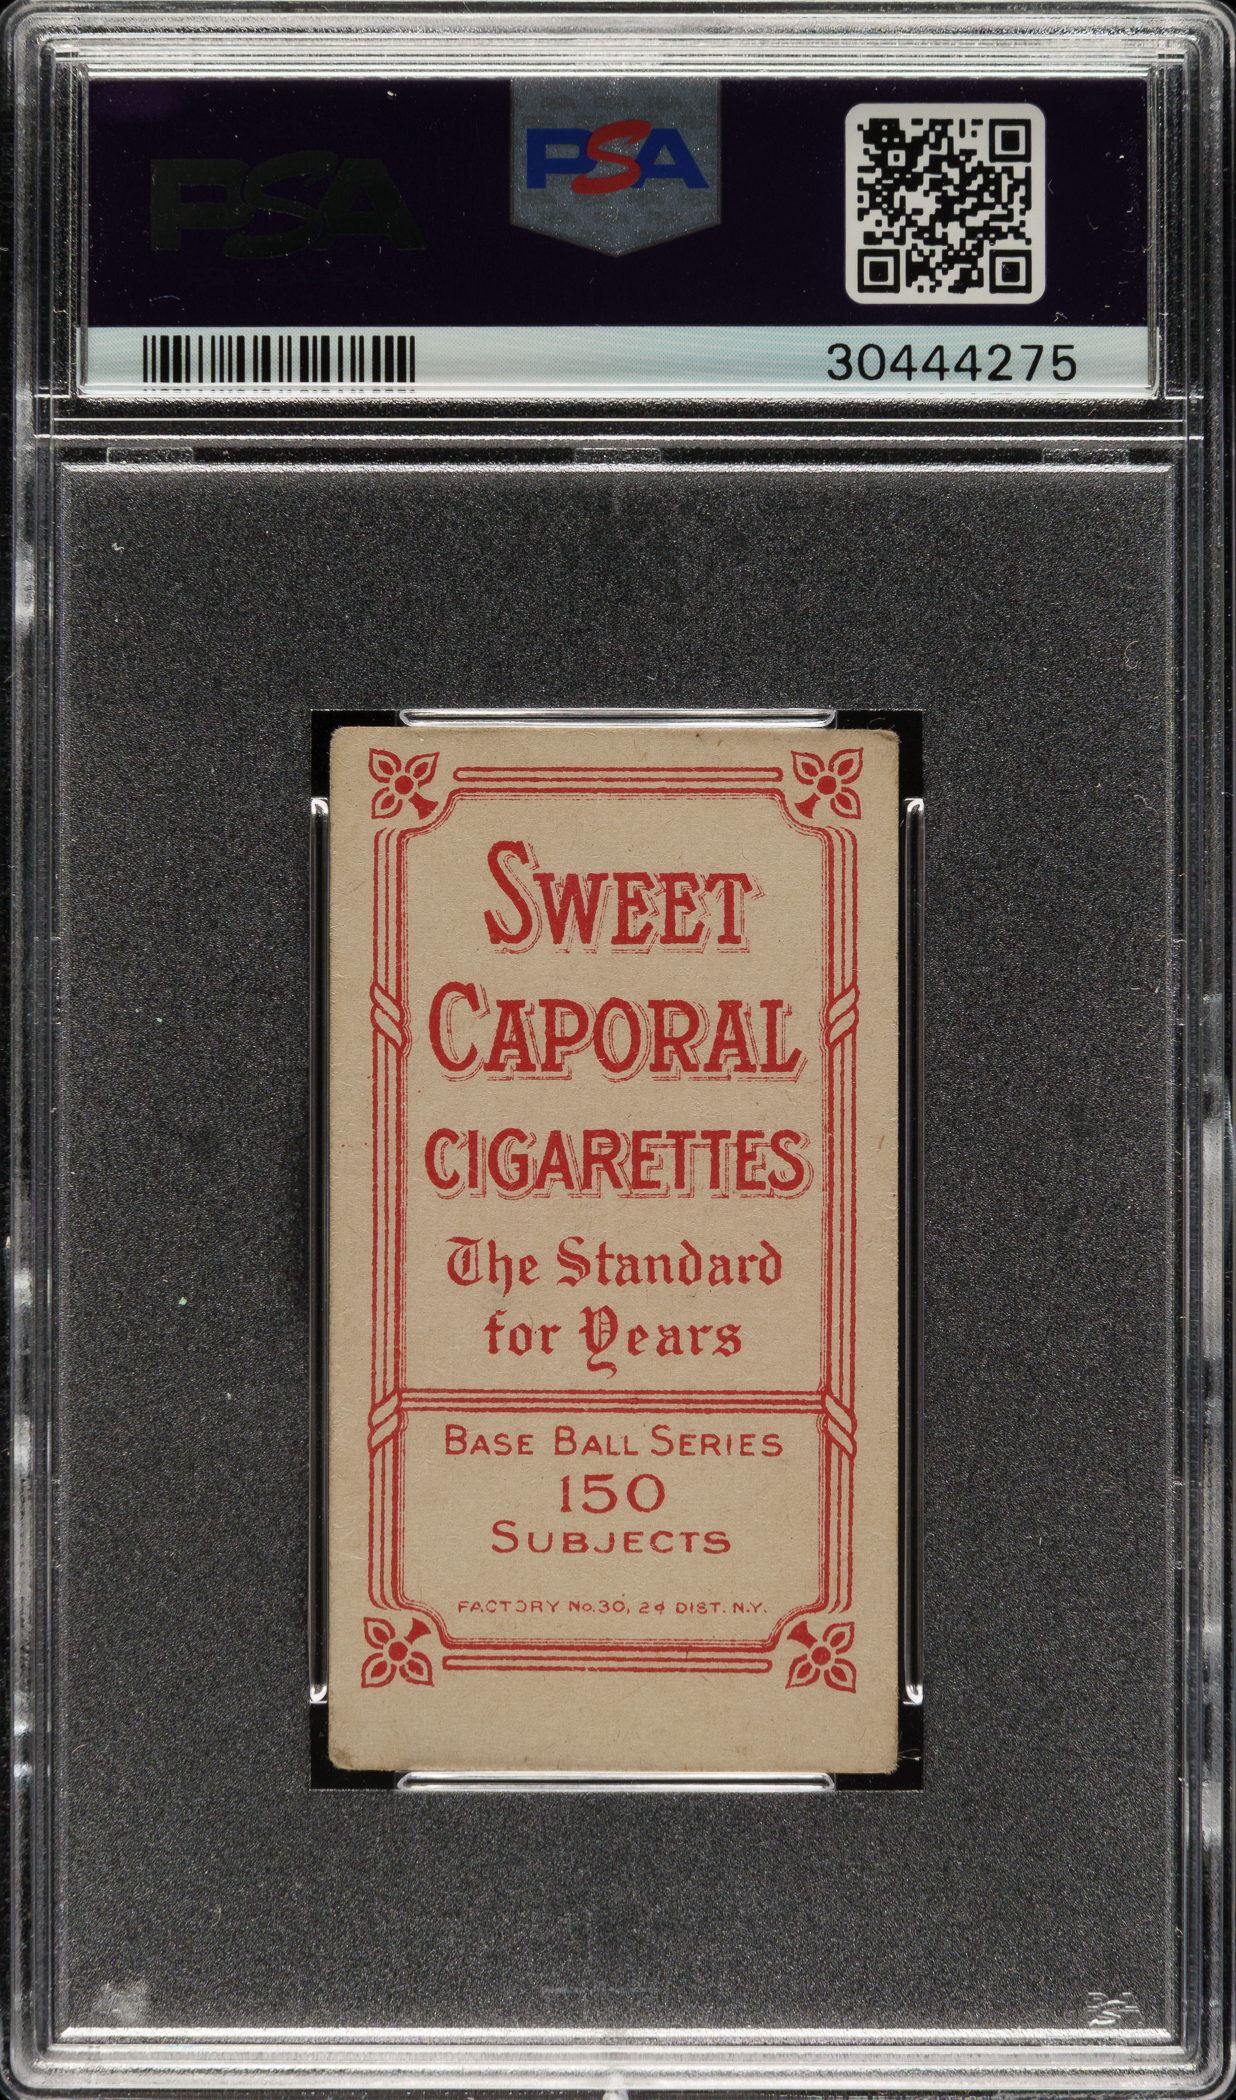 PSA
PSA
30444275
SWEET
CAPORAL
CIGARETTES
The Standard
for Years
BASE BALL SERIES
150
SUBJECTS
FACTORY No. 30, 2d DIST. N.Y.
PSA